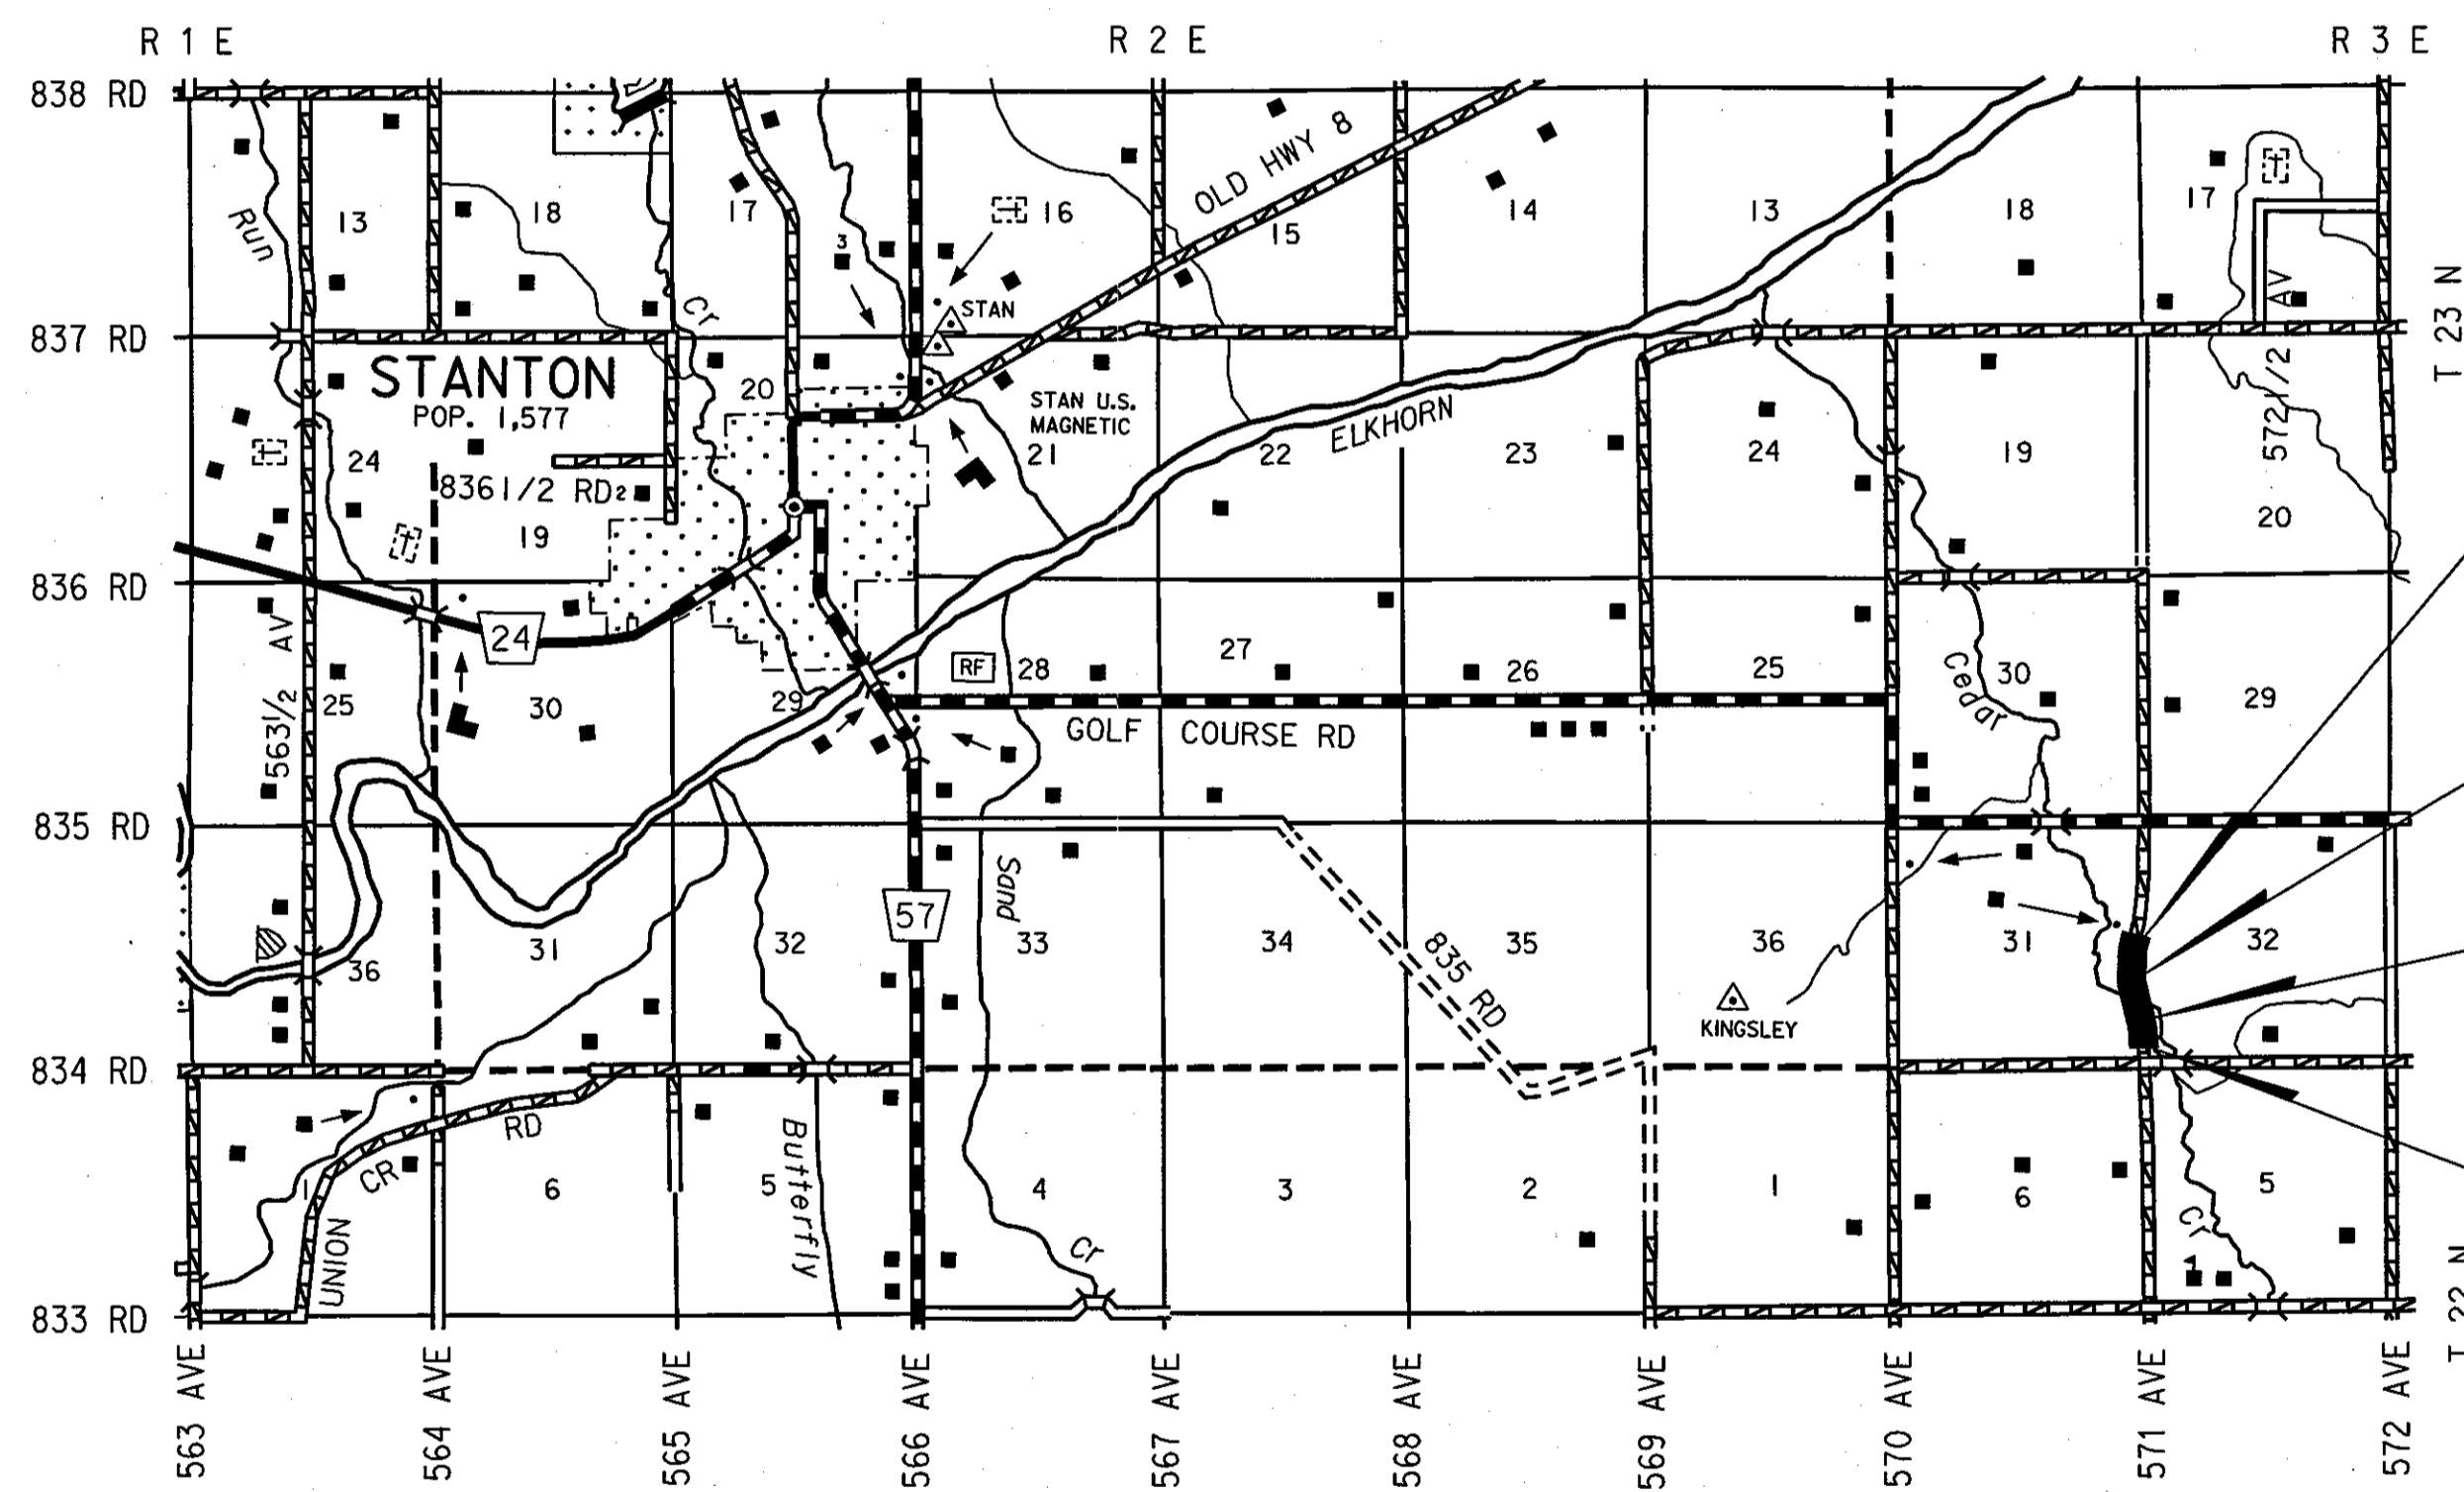 R 1 E
R 2 E
R 3 E
838 RD
OLD HWY 8
Run
13
18
17
3
16
15
14
13
18
17
T 23 N
Cr
STAN
AV
837 RD
STANTON
POP. 1,577
20
STAN U.S.
MAGNETIC
ELKHORN
24
836 1/2 RD
2
19
21
22
23
24
19
572 1/2
20
836 RD
24
AV
563 1/2
25
30
29
RF
28
27
26
25
Cedar
30
29
GOLF COURSE RD
835 RD
Sand
57
36
31
32
33
34
835 RD
35
36
31
32
KINGSLEY
834 RD
RD
CR
UNION
1
6
5
Butterfly
4
Cr
3
2
1
6
5
Cr
833 RD
T 22 N
563 AVE
564 AVE
565 AVE
566 AVE
567 AVE
568 AVE
569 AVE
570 AVE
571 AVE
572 AVE